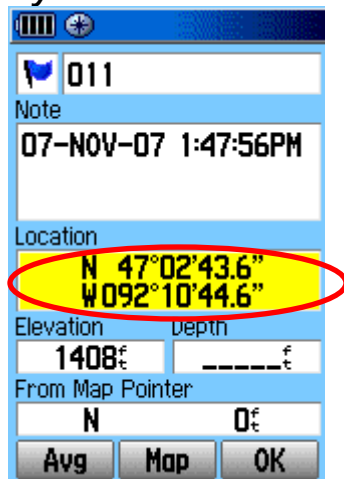 011
Note
07-NOV-07 1:47:56PM
Location
N 47°02'43.6"
W092°10'44.6"
Elevation Depth
1408ft _____ft
From Map Pointer
N 0ft
Avg Map OK